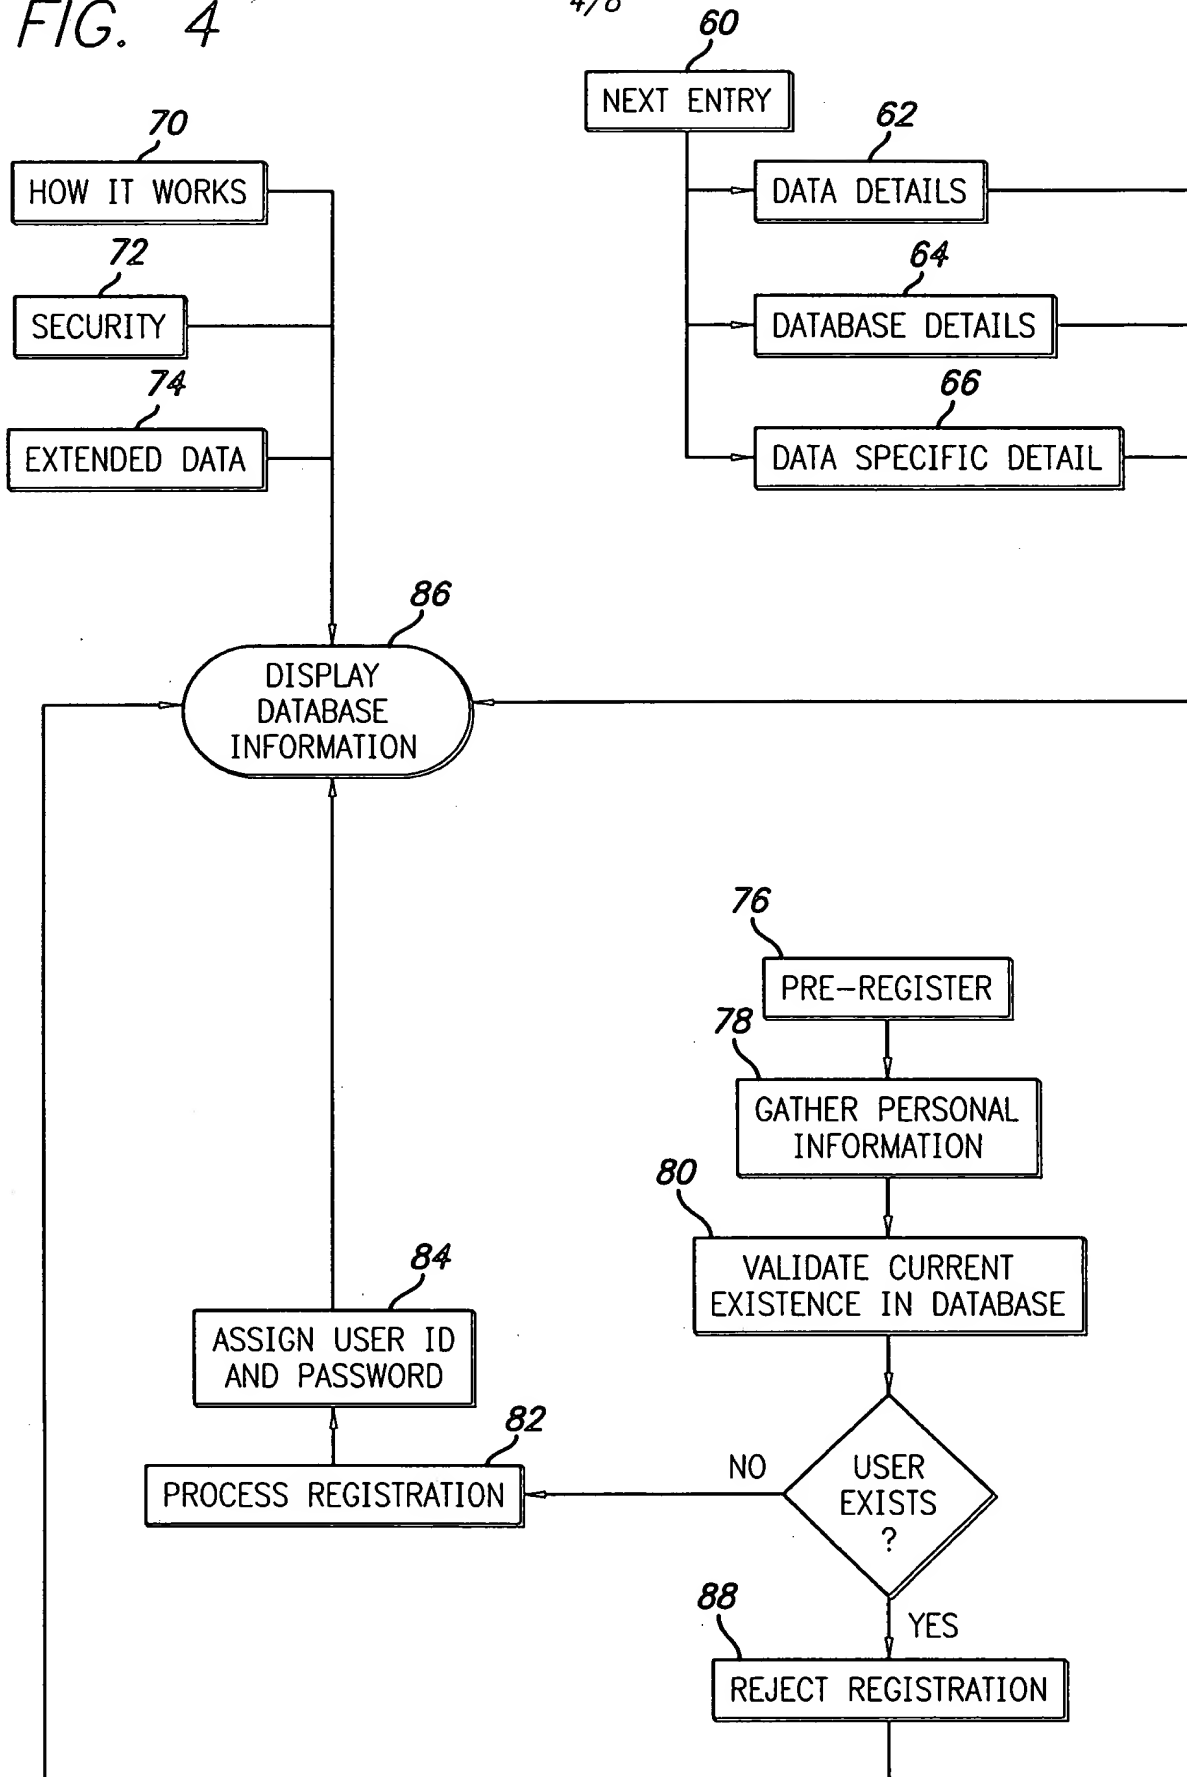 FIG. 4
60
NEXT ENTRY
70
62
HOW IT WORKS
DATA DETAILS
72
64
SECURITY
DATABASE DETAILS
74
66
EXTENDED DATA
DATA SPECIFIC DETAIL
86
DISPLAY
DATABASE
INFORMATION
76
PRE-REGISTER
78
GATHER PERSONAL
INFORMATION
80
VALIDATE CURRENT
EXISTENCE IN DATABASE
84
ASSIGN USER ID
AND PASSWORD
82
PROCESS REGISTRATION
NO
USER
EXISTS
?
YES
88
REJECT REGISTRATION